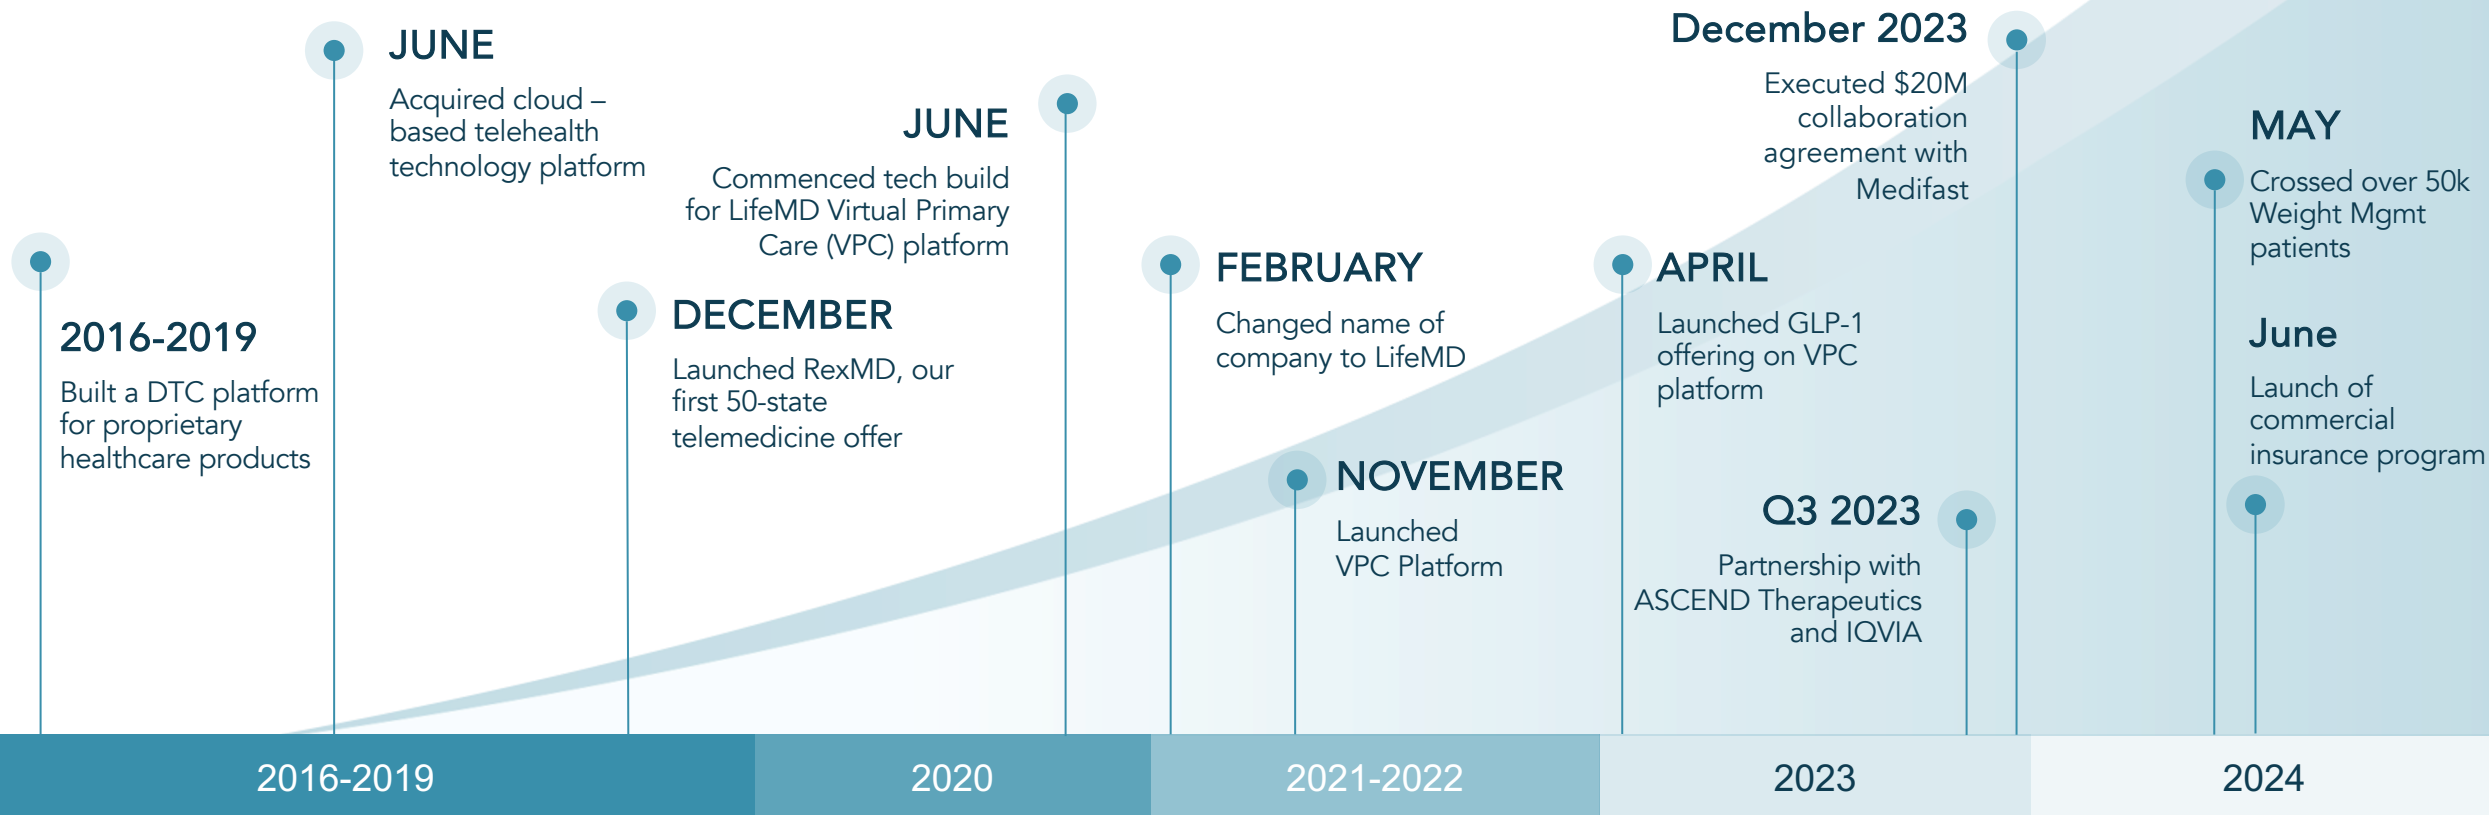 2016-2019
Built a DTC platform
for proprietary
healthcare products
JUNE
Acquired cloud –
based telehealth
technology platform
DECEMBER
Launched RexMD, our
first 50-state
telemedicine offer
JUNE
Commenced tech build
for LifeMD Virtual Primary
Care (VPC) platform
FEBRUARY
Changed name of
company to LifeMD
NOVEMBER
Launched
VPC Platform
APRIL
Launched GLP-1
offering on VPC
platform
Q3 2023
Partnership with
ASCEND Therapeutics
and IQVIA
December 2023
Executed $20M
collaboration
agreement with
Medifast
MAY
Crossed over 50k
Weight Mgmt
patients
June
Launch of
commercial
insurance program
2016-2019
2020
2021-2022
2023
2024